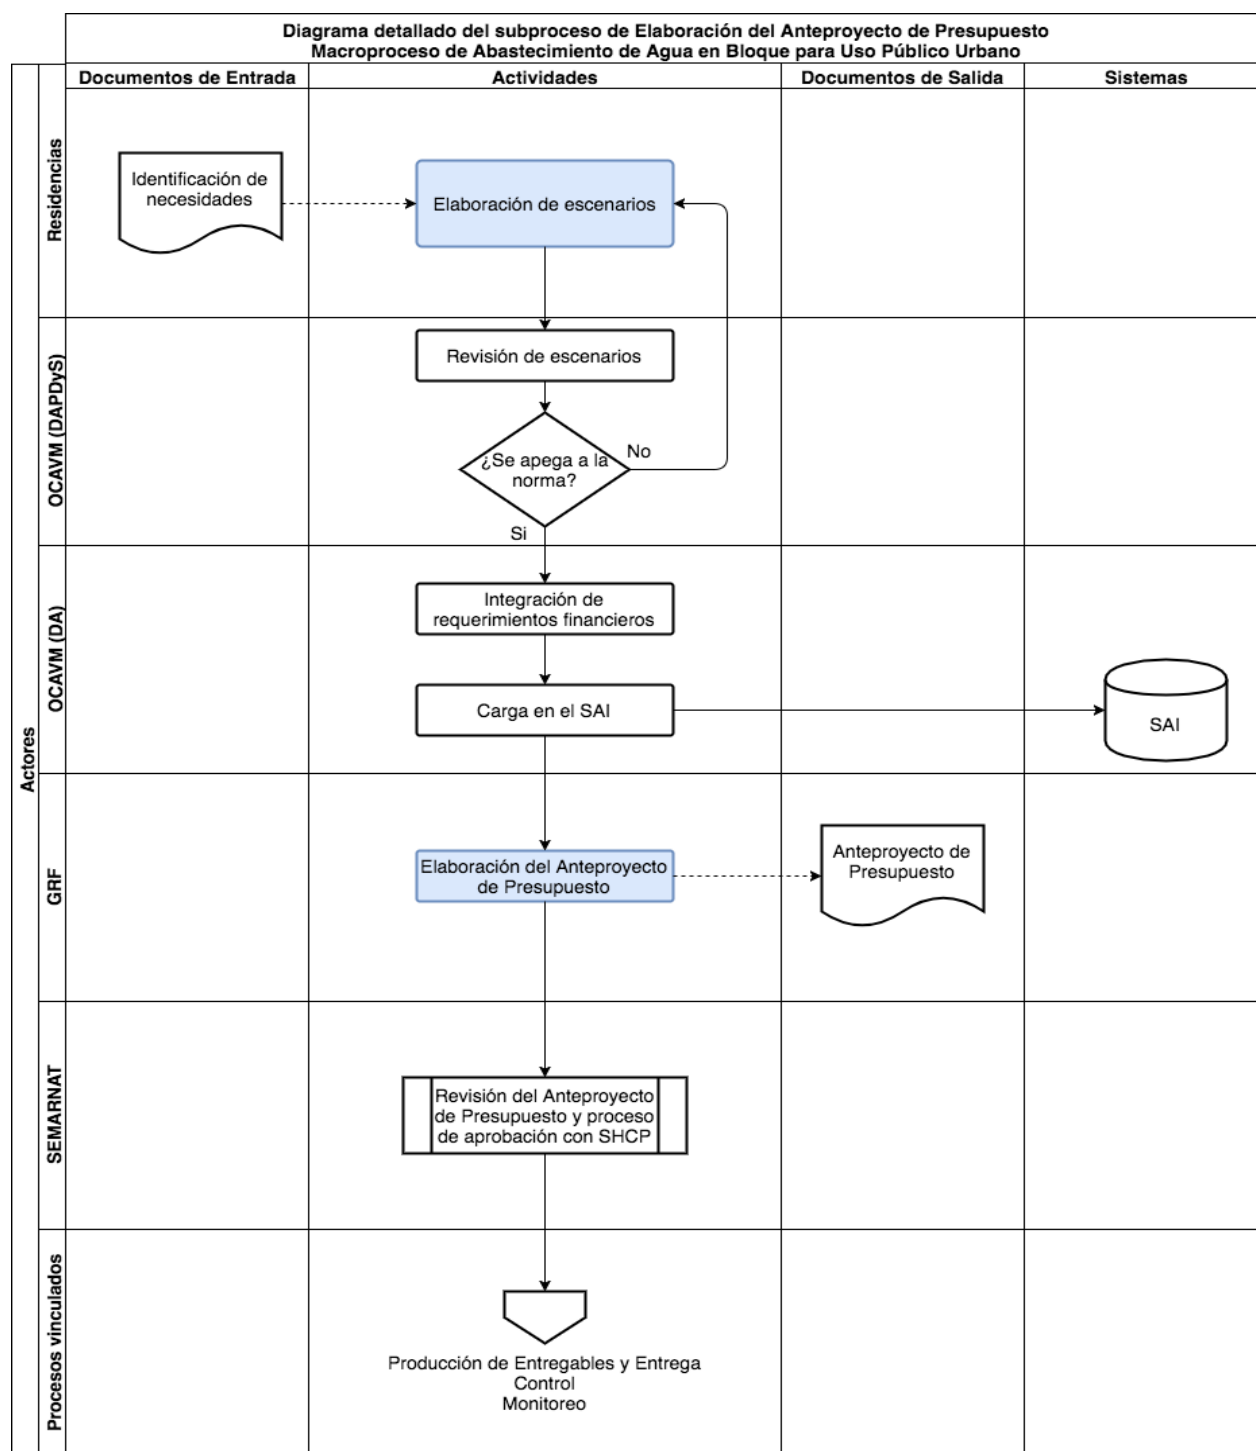 Diagrama detallado del subproceso de Elaboración del Anteproyecto de Presupuesto
Macroproceso de Abastecimiento de Agua en Bloque para Uso Público Urbano
Documentos de Entrada
Actividades
Documentos de Salida
Sistemas
Actores
Residencias
Identificación de
necesidades
Elaboración de escenarios
OCAVM (DAPDyS)
Revisión de escenarios
¿Se apega a la
norma?
No
Si
OCAVM (DA)
Integración de
requerimientos financieros
Carga en el SAI
SAI
GRF
Elaboración del Anteproyecto
de Presupuesto
Anteproyecto de
Presupuesto
SEMARNAT
Revisión del Anteproyecto
de Presupuesto y proceso
de aprobación con SHCP
Procesos vinculados
Producción de Entregables y Entrega
Control
Monitoreo